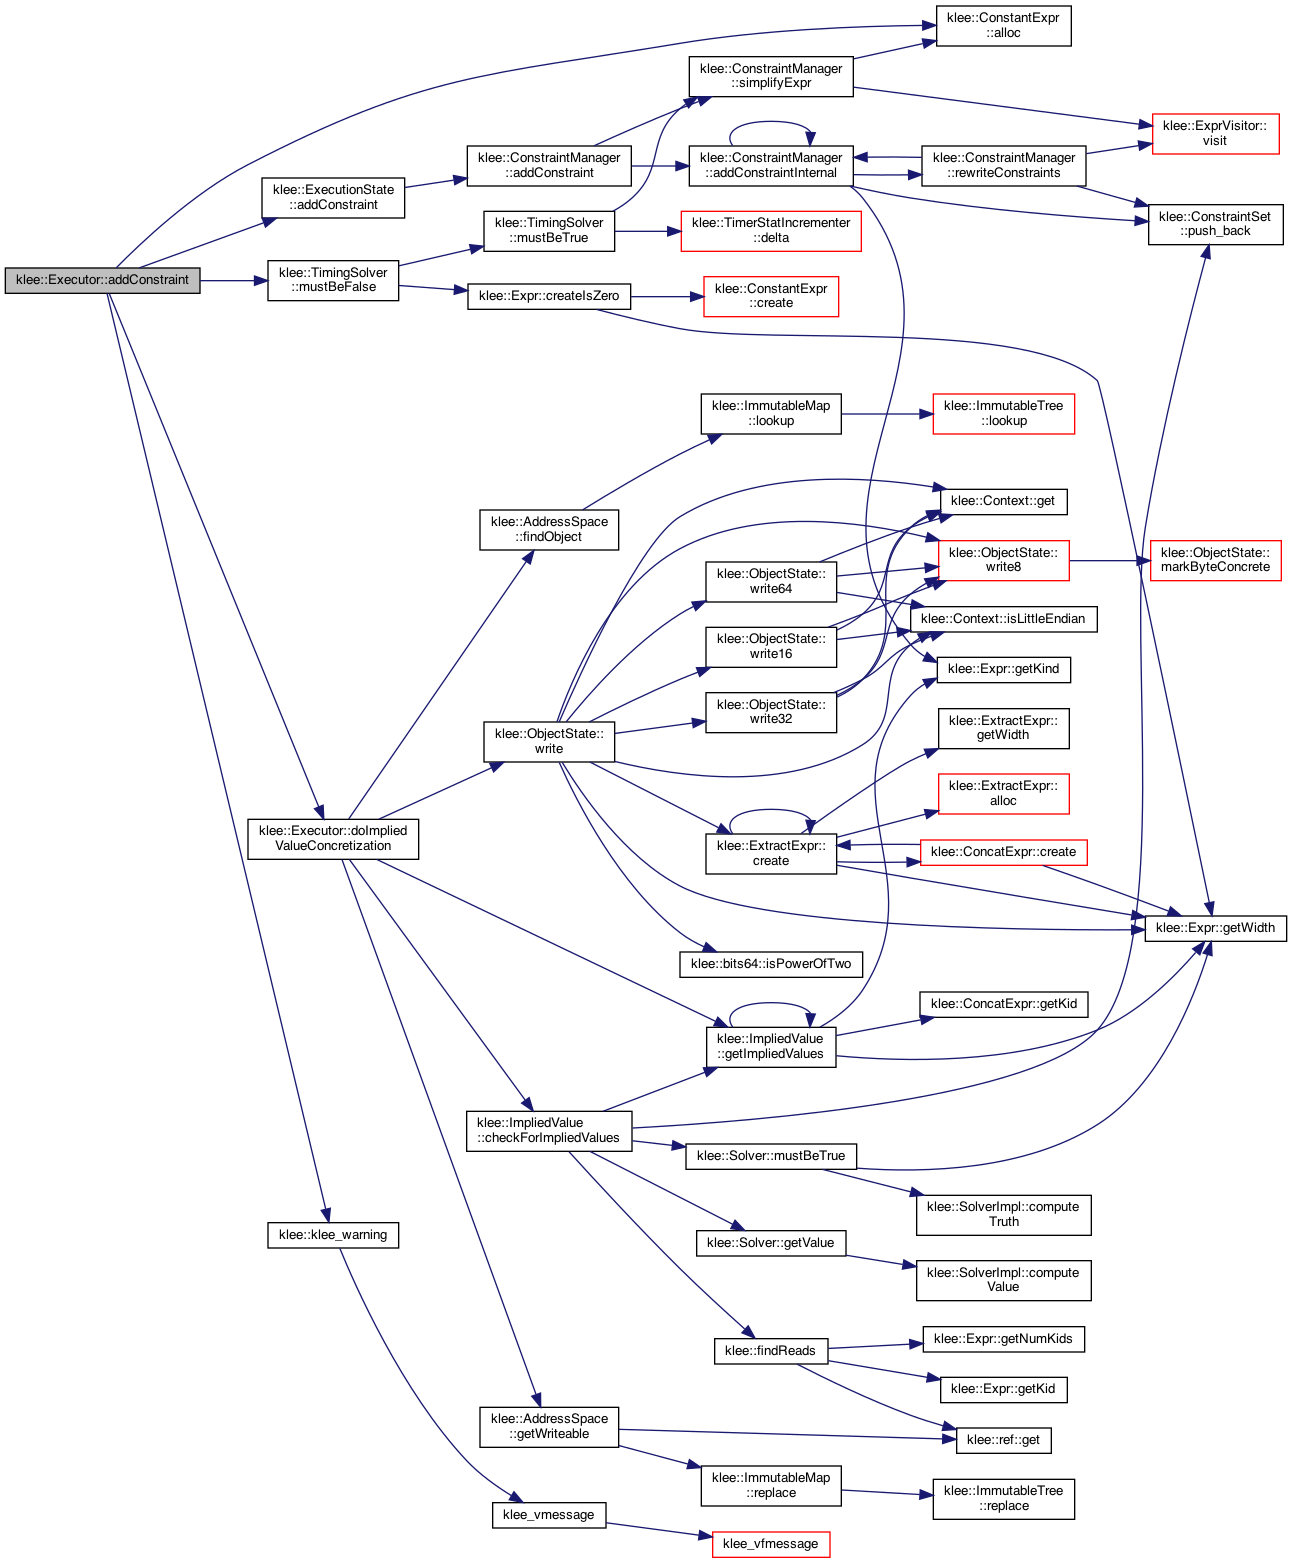 klee::ConstantExpr
::alloc
klee::ConstraintManager
::simplifyExpr
klee::ExprVisitor::
visit
klee::ConstraintManager
::addConstraint
klee::ConstraintManager
::addConstraintInternal
klee::ConstraintManager
::rewriteConstraints
klee::ExecutionState
::addConstraint
klee::TimingSolver
::mustBeTrue
klee::TimerStatIncrementer
::delta
klee::ConstraintSet
::push_back
klee::Executor::addConstraint
klee::TimingSolver
::mustBeFalse
klee::Expr::createIsZero
klee::ConstantExpr
::create
klee::ImmutableMap
::lookup
klee::ImmutableTree
::lookup
klee::AddressSpace
::findObject
klee::Context::get
klee::ObjectState::
write8
klee::ObjectState::
markByteConcrete
klee::ObjectState::
write64
klee::Context::isLittleEndian
klee::ObjectState::
write16
klee::Expr::getKind
klee::ObjectState::
write32
klee::ObjectState::
write
klee::ExtractExpr::
getWidth
klee::ExtractExpr::
alloc
klee::Executor::doImplied
ValueConcretization
klee::ExtractExpr::
create
klee::ConcatExpr::create
klee::Expr::getWidth
klee::bits64::isPowerOfTwo
klee::ConcatExpr::getKid
klee::ImpliedValue
::getImpliedValues
klee::ImpliedValue
::checkForImpliedValues
klee::Solver::mustBeTrue
klee::SolverImpl::compute
Truth
klee::klee_warning
klee::Solver::getValue
klee::SolverImpl::compute
Value
klee::findReads
klee::Expr::getNumKids
klee::Expr::getKid
klee::AddressSpace
::getWriteable
klee::ref::get
klee::ImmutableMap
::replace
klee::ImmutableTree
::replace
klee_vmessage
klee_vfmessage